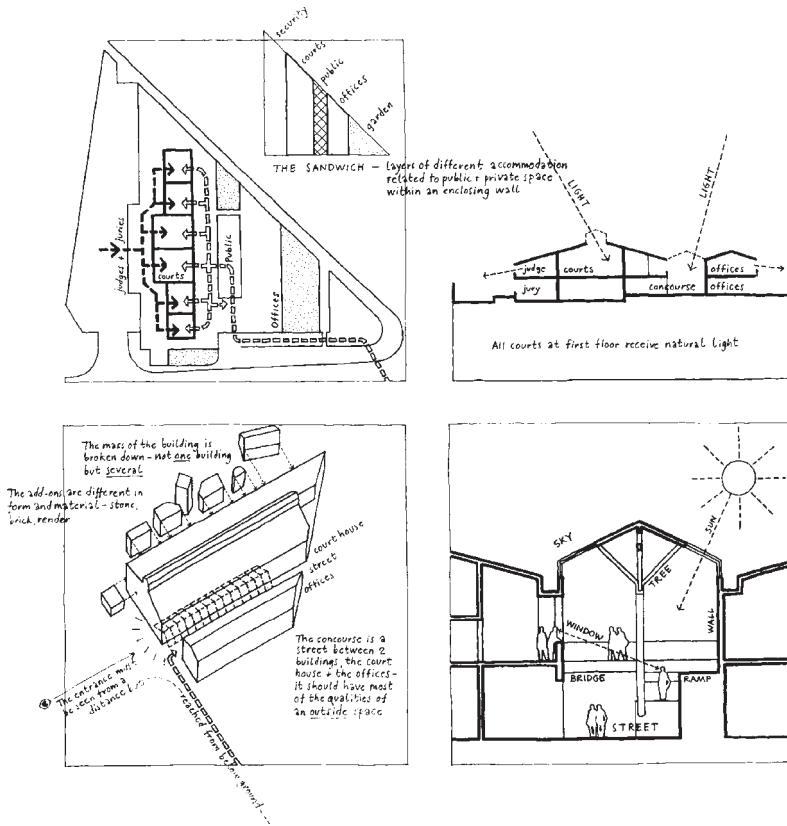 security
courts
public
offices
garden
THE SANDWICH – layers of different accommodation
related to public + private space
within an enclosing wall
judges + juries
courts
Public
Offices
LIGHT
LIGHT
judge
courts
offices
jury
concourse
offices
All courts at first floor receive natural light
The mass of the building is
broken down – not one building
but several
The add-ons are different in
form and material – stone,
brick, render
court house
street
offices
The concourse is a
street between 2
buildings, the court
house + the offices –
it should have most
of the qualities of
an outside space
The entrance must
be seen from a
distance but
reached from below ground
SKY
SUN
TREE
WALL
WINDOW
BRIDGE
RAMP
STREET